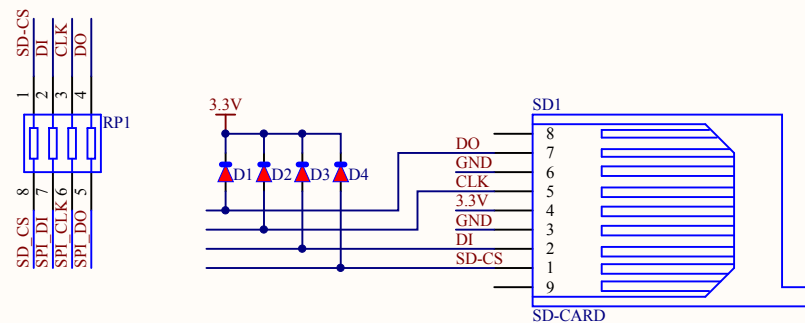 SD-CS
DI
CLK
DO
1
2
3
4
RP1
8
7
6
5
SD_CS
SPI_DI
SPI_CLK
SPI_DO
3.3V
D1
D2
D3
D4
SD1
DO
GND
CLK
3.3V
GND
DI
SD-CS
8
7
6
5
4
3
2
1
9
SD-CARD